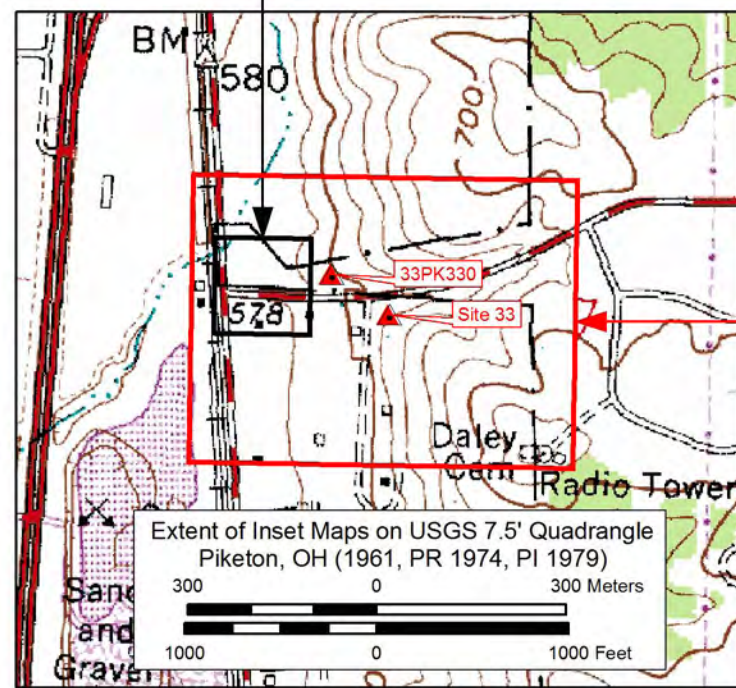 BM
580
700
33PK330
578
Site 33
Daley
Cem
Radio Tower
Extent of Inset Maps on USGS 7.5' Quadrangle
Piketon, OH (1961, PR 1974, PI 1979)
300 0 300 Meters
1000 0 1000 Feet
Sand
and
Gravel